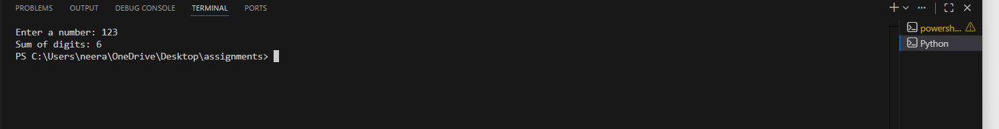 PROBLEMS OUTPUT DEBUG CONSOLE TERMINAL PORTS
Enter a number: 123
Sum of digits: 6
PS C:\Users\neera\OneDrive\Desktop\assignments>
powersh...
Python